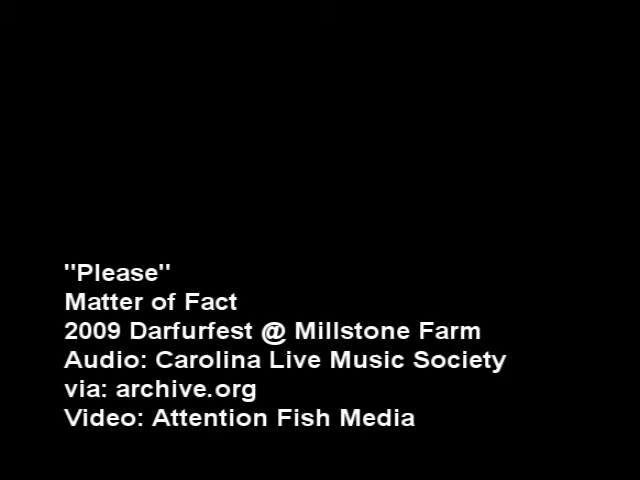 "Please"
Matter of Fact
2009 Darfurfest @ Millstone Farm
Audio: Carolina Live Music Society
via: archive.org
Video: Attention Fish Media